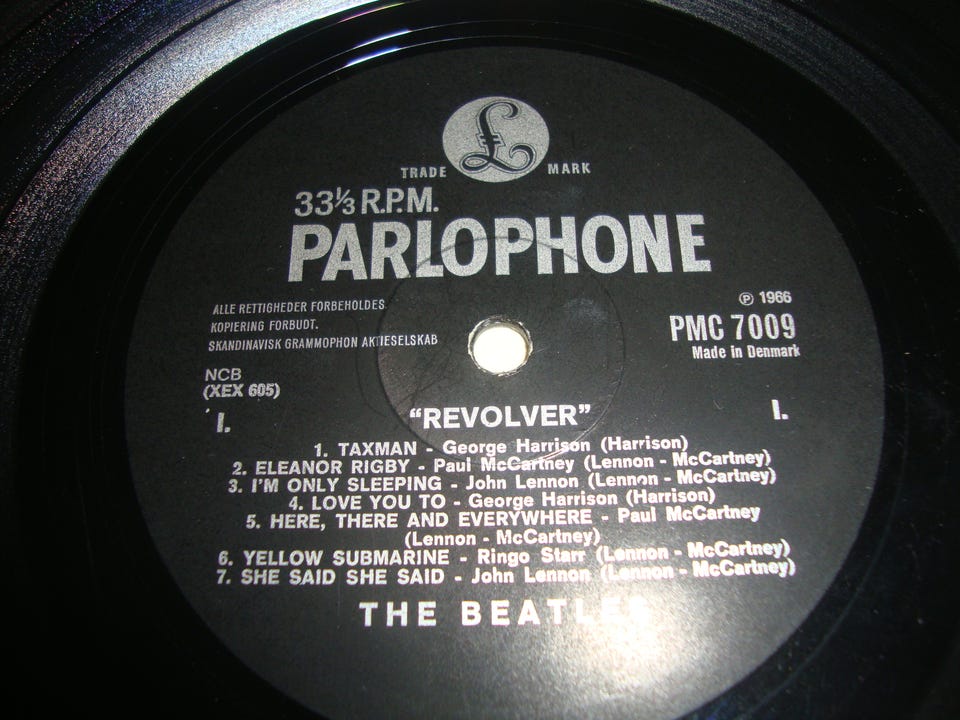 £
TRADE MARK
33⅓ R.P.M.
PARLOPHONE
ALLE RETTIGHEDER FORBEHOLDES
KOPIERING FORBUDT.
SKANDINAVISK GRAMMOPHON AKTIESELSKAB
℗ 1966
PMC 7009
Made in Denmark
NCB
(XEX 605)
I. I.
“REVOLVER”
1. TAXMAN - George Harrison (Harrison)
2. ELEANOR RIGBY - Paul McCartney (Lennon - McCartney)
3. I'M ONLY SLEEPING - John Lennon (Lennon - McCartney)
4. LOVE YOU TO - George Harrison (Harrison)
5. HERE, THERE AND EVERYWHERE - Paul McCartney
(Lennon - McCartney)
6. YELLOW SUBMARINE - Ringo Starr (Lennon - McCartney)
7. SHE SAID SHE SAID - John Lennon (Lennon - McCartney)
THE BEATLES